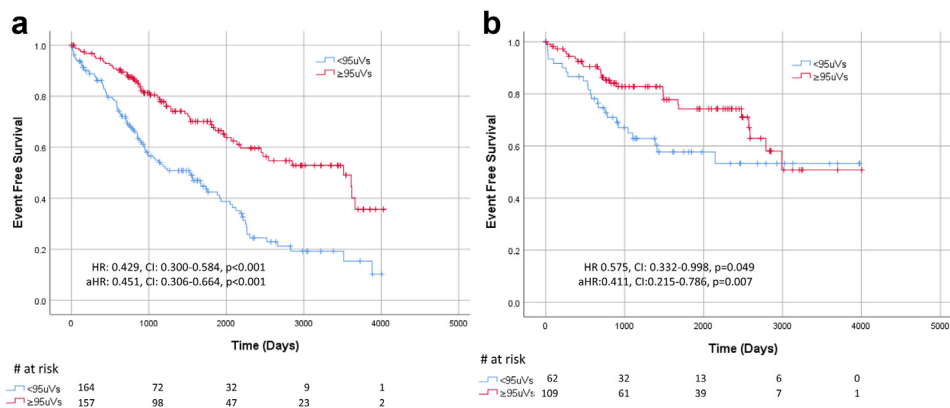 a
1.0
0.8
0.6
0.4
0.2
0.0
Event Free Survival
<95uVs
≥95uVs
HR: 0.429, CI: 0.300-0.584, p<0.001
aHR: 0.451, CI: 0.306-0.664, p<0.001
0 1000 2000 3000 4000 5000
Time (Days)
# at risk
<95uVs 164 72 32 9 1
≥95uVs 157 98 47 23 2
b
1.0
0.8
0.6
0.4
0.2
0.0
Event Free Survival
<95uVs
≥95uVs
HR 0.575, CI: 0.332-0.998, p=0.049
aHR:0.411, CI:0.215-0.786, p=0.007
0 1000 2000 3000 4000 5000
Time (Days)
# at risk
<95uVs 62 32 13 6 0
≥95uVs 109 61 39 7 1